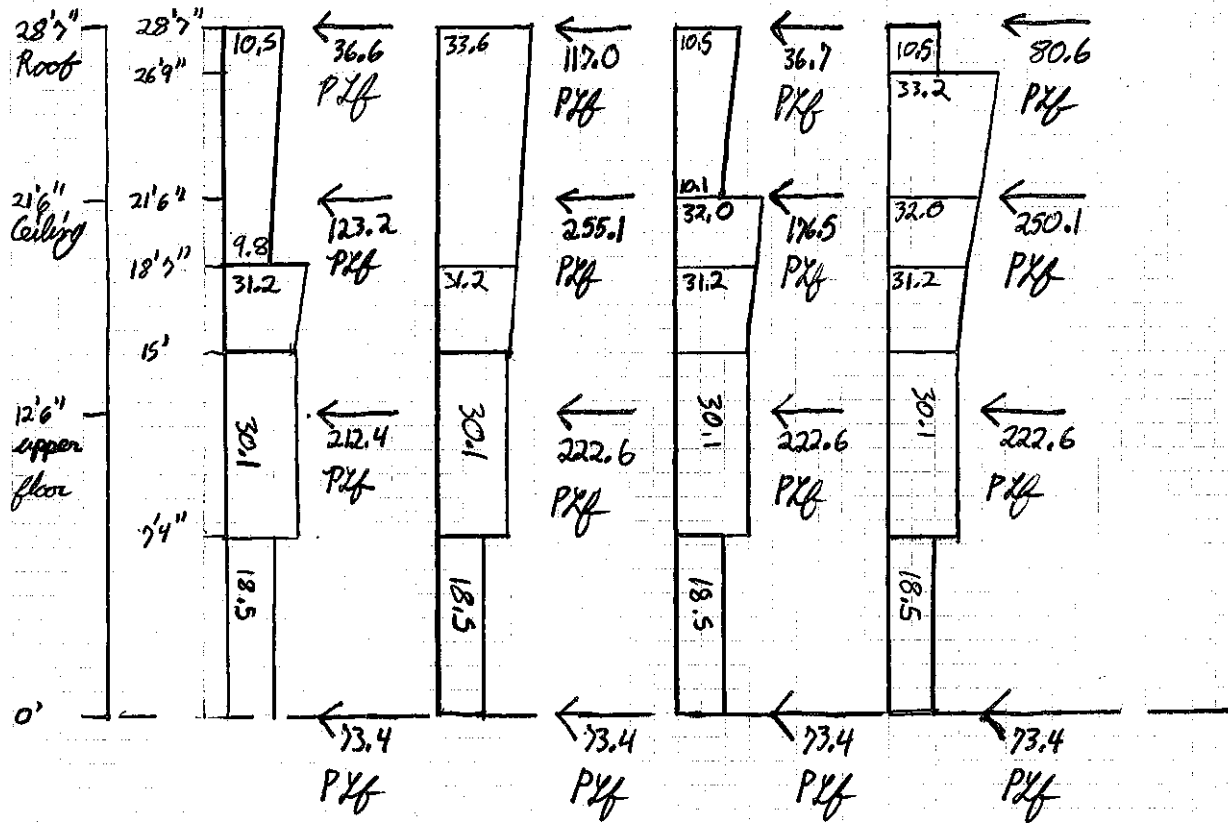 28'7" 28'7" 10.5 36.6 33.6 117.0 10.5 36.7 10.5 80.6
Roof 26'9" PLf PLf PLf 33.2 PLf
21'6" 21'6" 123.2 255.1 10.1 32.0 176.5 32.0 250.1
Ceiling 9.8 PLf PLf PLf PLf
18'7" 31.2 31.2 31.2 31.2
15'
12'6" 30.1 212.4 30.1 222.6 30.1 222.6 30.1 222.6
upper PLf PLf PLf PLf
floor
7'4"
18.5 18.5 18.5 18.5
0'
73.4 73.4 73.4 73.4
PLf PLf PLf PLf